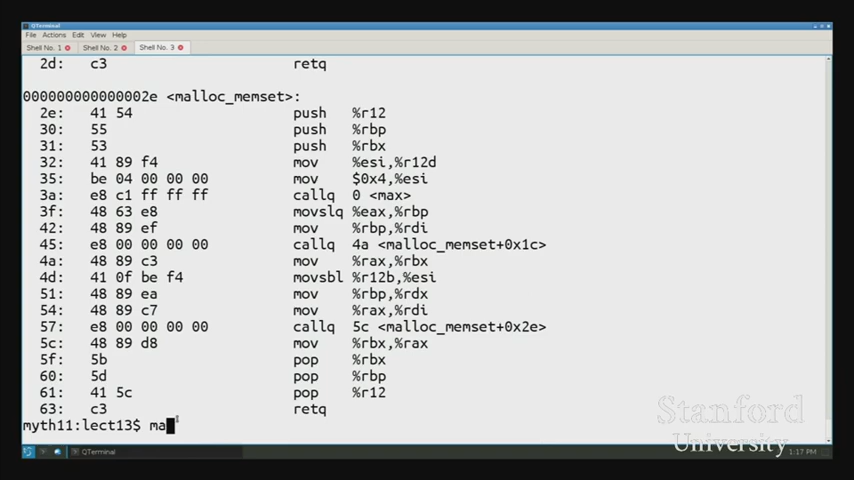 QTerminal
File Actions Edit View Help
Shell No. 1 Shell No. 2 Shell No. 3
2d: c3 retq
000000000000002e <malloc_memset>:
2e: 41 54 push %r12
30: 55 push %rbp
31: 53 push %rbx
32: 41 89 f4 mov %esi,%r12d
35: be 04 00 00 00 mov $0x4,%esi
3a: e8 c1 ff ff ff callq 0 <max>
3f: 48 63 e8 movslq %eax,%rbp
42: 48 89 ef mov %rbp,%rdi
45: e8 00 00 00 00 callq 4a <malloc_memset+0x1c>
4a: 48 89 c3 mov %rax,%rbx
4d: 41 0f be f4 movsbl %r12b,%esi
51: 48 89 ea mov %rbp,%rdx
54: 48 89 c7 mov %rax,%rdi
57: e8 00 00 00 00 callq 5c <malloc_memset+0x2e>
5c: 48 89 d8 mov %rbx,%rax
5f: 5b pop %rbx
60: 5d pop %rbp
61: 41 5c pop %r12
63: c3 retq
myth11:lect13$ ma
Stanford
University
QTerminal
1:17 PM